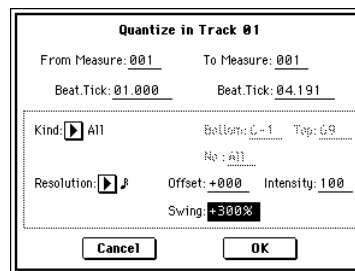 Quantize in Track 01
From Measure: 001 To Measure: 001
Beat.Tick: 01.000 Beat.Tick: 04.191
Kind: All Bottom: C-1 Top: G9
No.: All
Resolution: Offset: +000 Intensity: 100
Swing: +300%
Cancel OK